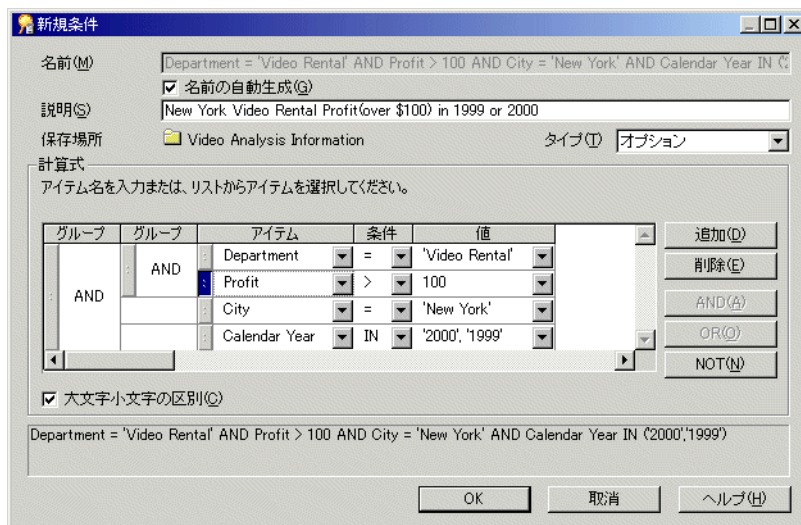 新規条件
名前(M) Department = 'Video Rental' AND Profit > 100 AND City = 'New York' AND Calendar Year IN ('2
名前の自動生成(G)
説明(S) New York Video Rental Profit(over $100) in 1999 or 2000
保存場所 Video Analysis Information タイプ(T) オプション
計算式
アイテム名を入力または、リストからアイテムを選択してください。
グループ グループ アイテム 条件 値 追加(D)
AND AND Department = 'Video Rental'
Profit > 100 削除(E)
City = 'New York' AND(A)
Calendar Year IN '2000', '1999' OR(O)
NOT(N)
大文字小文字の区別(C)
Department = 'Video Rental' AND Profit > 100 AND City = 'New York' AND Calendar Year IN ('2000','1999')
OK 取消 ヘルプ(H)